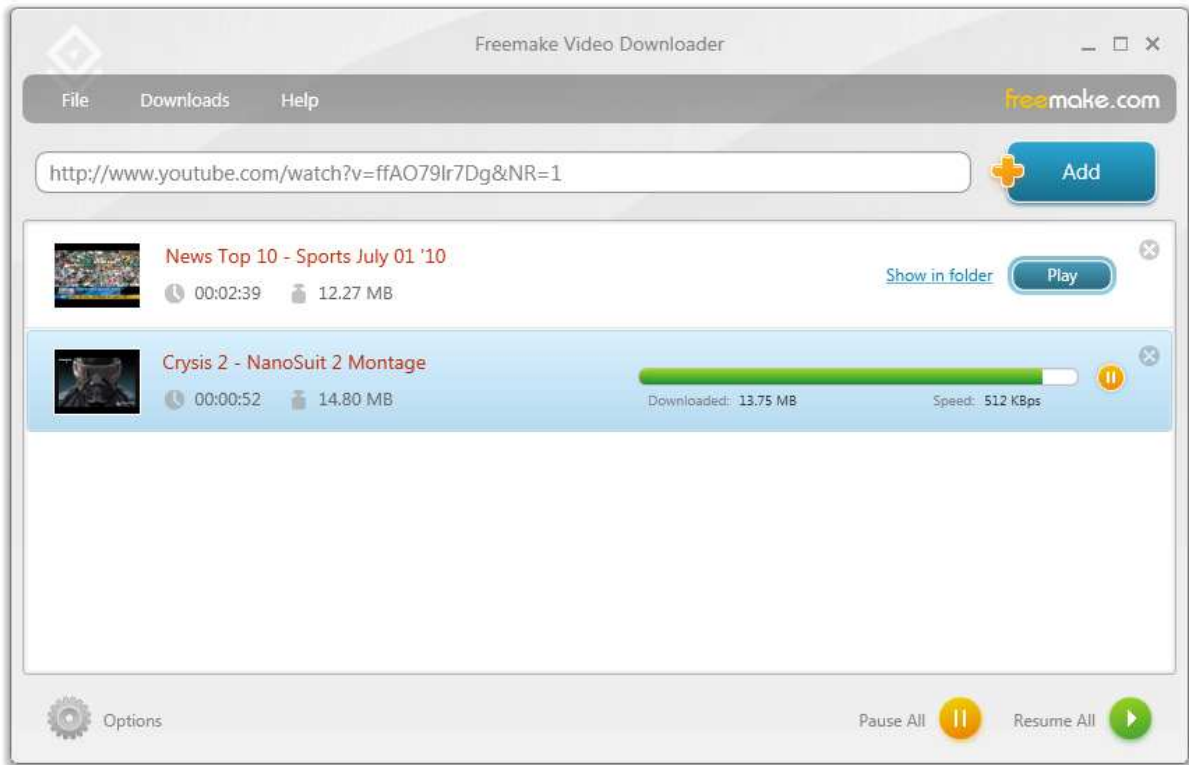 Freemake Video Downloader
File Downloads Help freemake.com
http://www.youtube.com/watch?v=ffAO79Ir7Dg&NR=1 Add
News Top 10 - Sports July 01 '10
Show in folder Play
00:02:39 12.27 MB
Crysis 2 - NanoSuit 2 Montage
00:00:52 14.80 MB Downloaded: 13.75 MB Speed: 512 KBps
Options Pause All Resume All